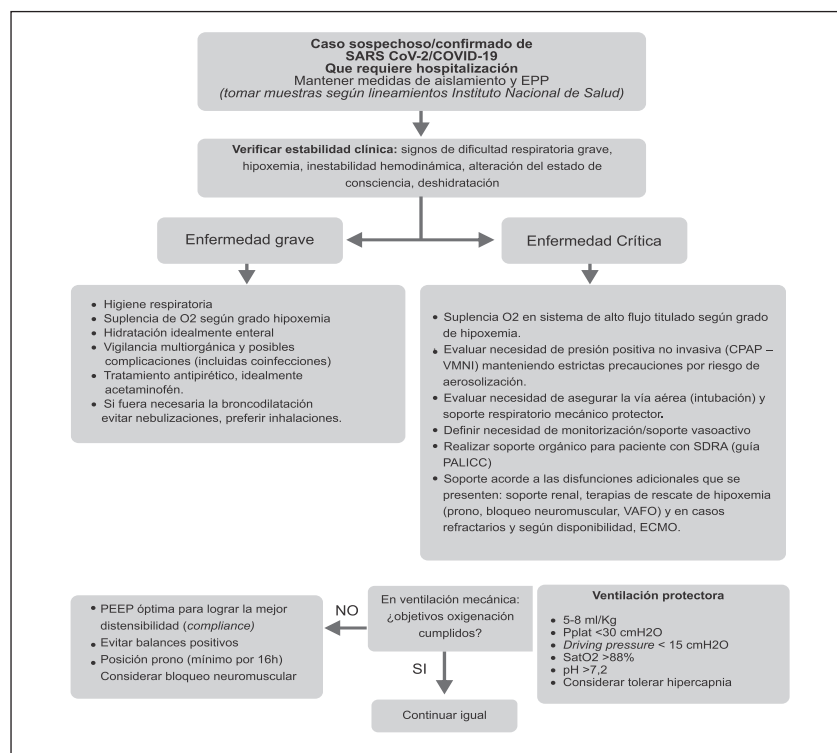 Caso sospechoso/confirmado de
SARS CoV-2/COVID-19
Que requiere hospitalización
Mantener medidas de aislamiento y EPP
(tomar muestras según lineamientos Instituto Nacional de Salud)
Verificar estabilidad clínica: signos de dificultad respiratoria grave,
hipoxemia, inestabilidad hemodinámica, alteración del estado de
consciencia, deshidratación
Enfermedad grave
Enfermedad Crítica
• Higiene respiratoria
• Suplencia de O2 según grado hipoxemia
• Hidratación idealmente enteral
• Vigilancia multiorgánica y posibles
complicaciones (incluidas coinfecciones)
• Tratamiento antipirético, idealmente
acetaminofén.
• Si fuera necesaria la broncodilatación
evitar nebulizaciones, preferir inhalaciones.
• Suplencia O2 en sistema de alto flujo titulado según grado
de hipoxemia.
• Evaluar necesidad de presión positiva no invasiva (CPAP –
VMNI) manteniendo estrictas precauciones por riesgo de
aerosolización.
• Evaluar necesidad de asegurar la vía aérea (intubación) y
soporte respiratorio mecánico protector.
• Definir necesidad de monitorización/soporte vasoactivo
• Realizar soporte orgánico para paciente con SDRA (guía
PALICC)
• Soporte acorde a las disfunciones adicionales que se
presenten: soporte renal, terapias de rescate de hipoxemia
(prono, bloqueo neuromuscular, VAFO) y en casos
refractarios y según disponibilidad, ECMO.
• PEEP óptima para lograr la mejor
distensibilidad (compliance)
• Evitar balances positivos
• Posición prono (mínimo por 16h)
Considerar bloqueo neuromuscular
NO
En ventilación mecánica:
¿objetivos oxigenación
cumplidos?
SI
Continuar igual
Ventilación protectora
• 5-8 ml/Kg
• Pplat <30 cmH2O
• Driving pressure < 15 cmH2O
• SatO2 >88%
• pH >7,2
• Considerar tolerar hipercapnia